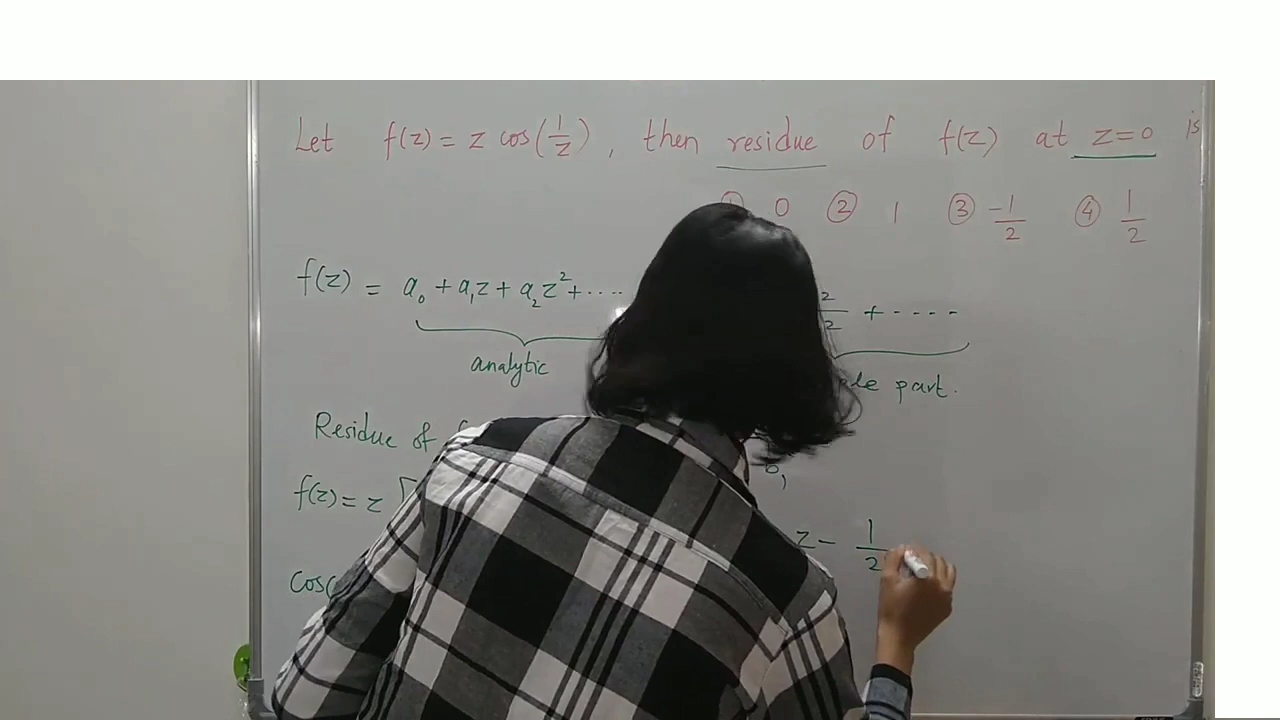 Let f(z) = z cos(1/z), then residue of f(z) at z=0 is
① 0 ② 1 ③ -1/2 ④ 1/2
f(z) = a₀ + a₁z + a₂z² + .... + - - - -
analytic part.
Residue of
f(z) = z [
z - 1/2
cos(